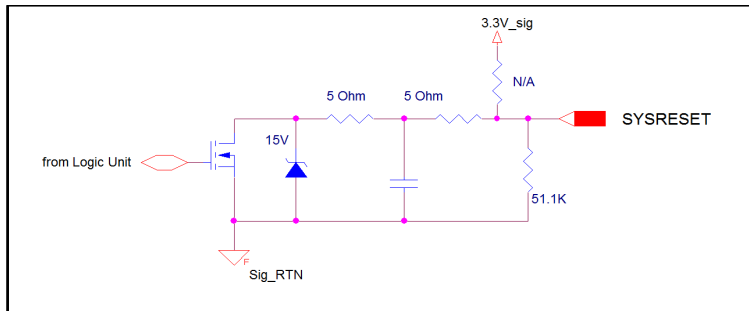 3.3V_sig
N/A
5 Ohm
5 Ohm
SYSRESET
15V
from Logic Unit
51.1K
F
Sig_RTN